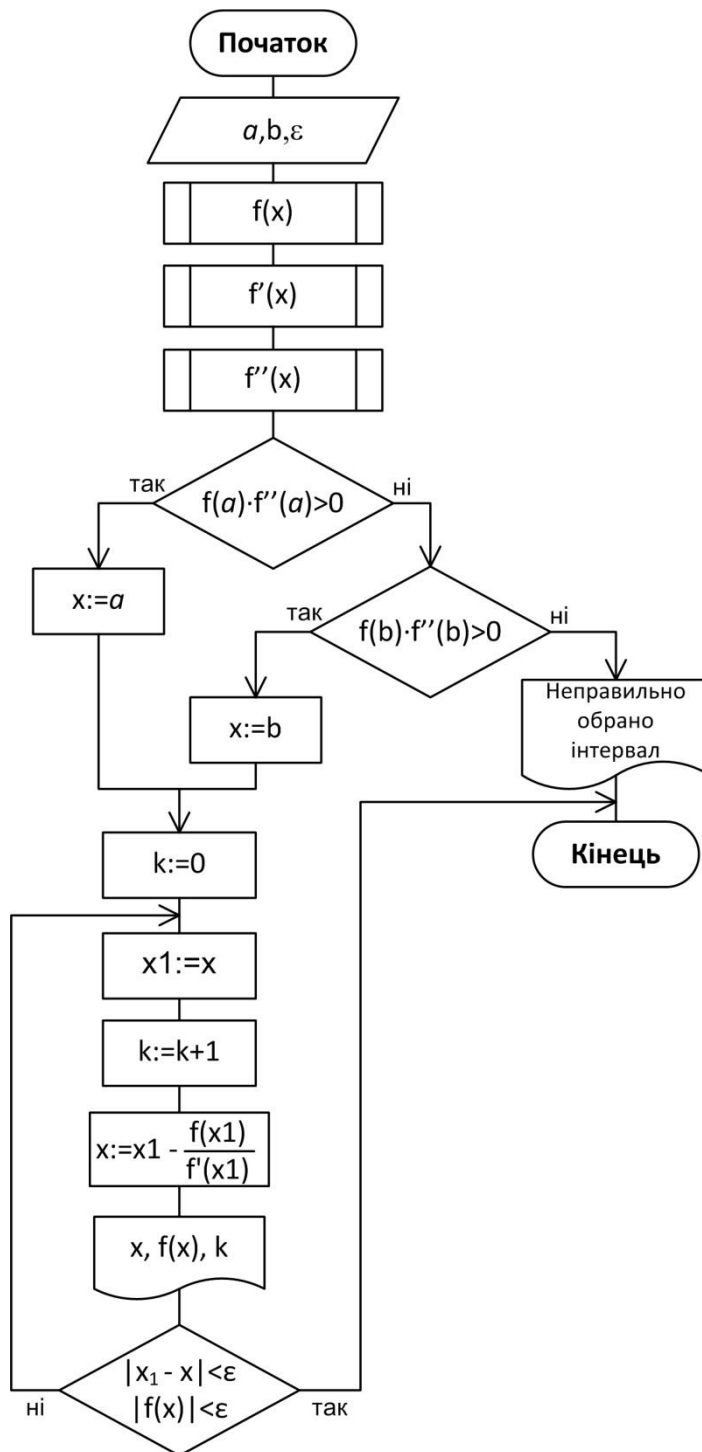 Початок
a,b,ε
f(x)
f'(x)
f''(x)
так
f(a)·f''(a)>0
ні
x:=a
так
f(b)·f''(b)>0
ні
x:=b
Неправильно
обрано
інтервал
k:=0
Кінець
x1:=x
k:=k+1
x:=x1 - f(x1)/f'(x1)
x, f(x), k
|x₁ - x|<ε
|f(x)|<ε
ні
так